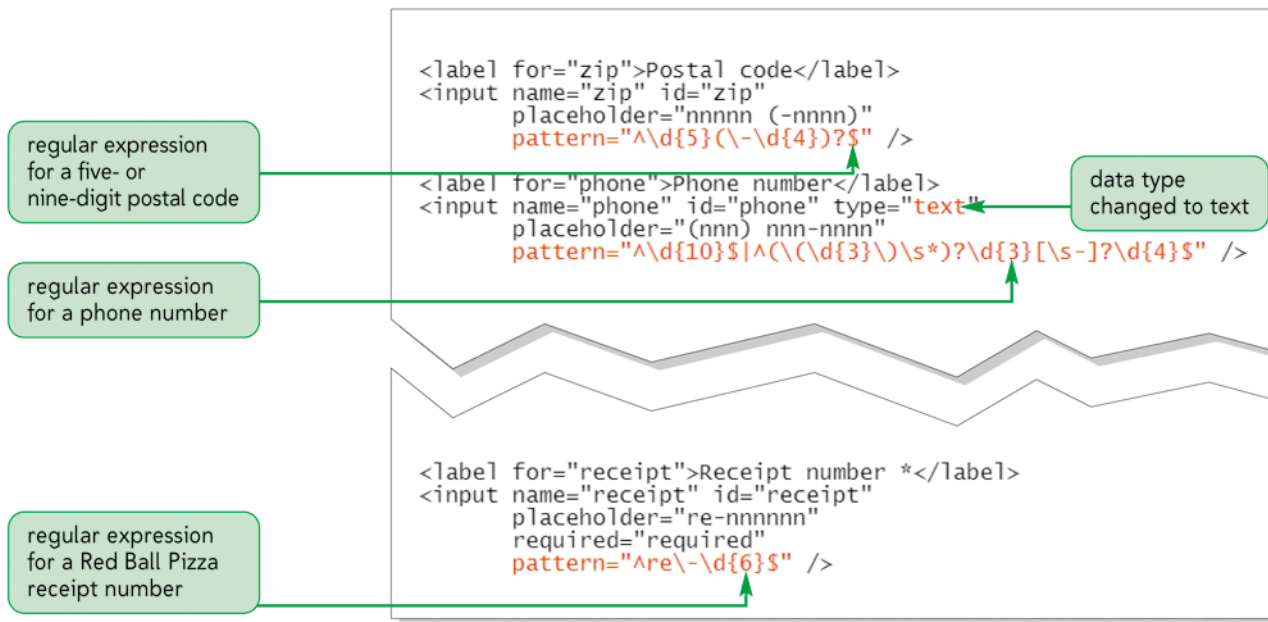 <label for="zip">Postal code</label>
<input name="zip" id="zip"
placeholder="nnnnn (-nnnn)"
pattern="^\d{5}(\-\d{4})?$" />
regular expression
for a five- or
nine-digit postal code
<label for="phone">Phone number</label>
<input name="phone" id="phone" type="text"
placeholder="(nnn) nnn-nnnn"
pattern="^\d{10}$|^(\(\d{3}\)\s*)?\d{3}[\s-]?\d{4}$" />
data type
changed to text
regular expression
for a phone number
<label for="receipt">Receipt number *</label>
<input name="receipt" id="receipt"
placeholder="re-nnnnnn"
required="required"
pattern="^re\-\d{6}$" />
regular expression
for a Red Ball Pizza
receipt number